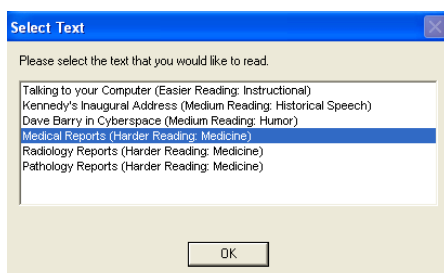 Select Text
Please select the text that you would like to read.
Talking to your Computer (Easier Reading: Instructional)
Kennedy's Inaugural Address (Medium Reading: Historical Speech)
Dave Barry in Cyberspace (Medium Reading: Humor)
Medical Reports (Harder Reading: Medicine)
Radiology Reports (Harder Reading: Medicine)
Pathology Reports (Harder Reading: Medicine)
OK